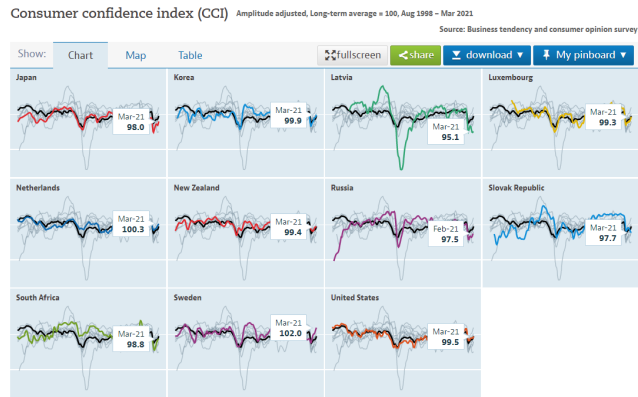 Consumer confidence index (CCI) Amplitude adjusted, Long-term average = 100, Aug 1998 – Mar 2021
Source: Business tendency and consumer opinion survey
Show: Chart Map Table fullscreen share download My pinboard
Japan Korea Latvia Luxembourg
Mar-21 Mar-21 Mar-21 Mar-21
98.0 99.9 95.1 99.3
Netherlands New Zealand Russia Slovak Republic
Mar-21 Mar-21 Feb-21 Mar-21
100.3 99.4 97.5 97.7
South Africa Sweden United States
Mar-21 Mar-21 Mar-21
98.8 102.0 99.5